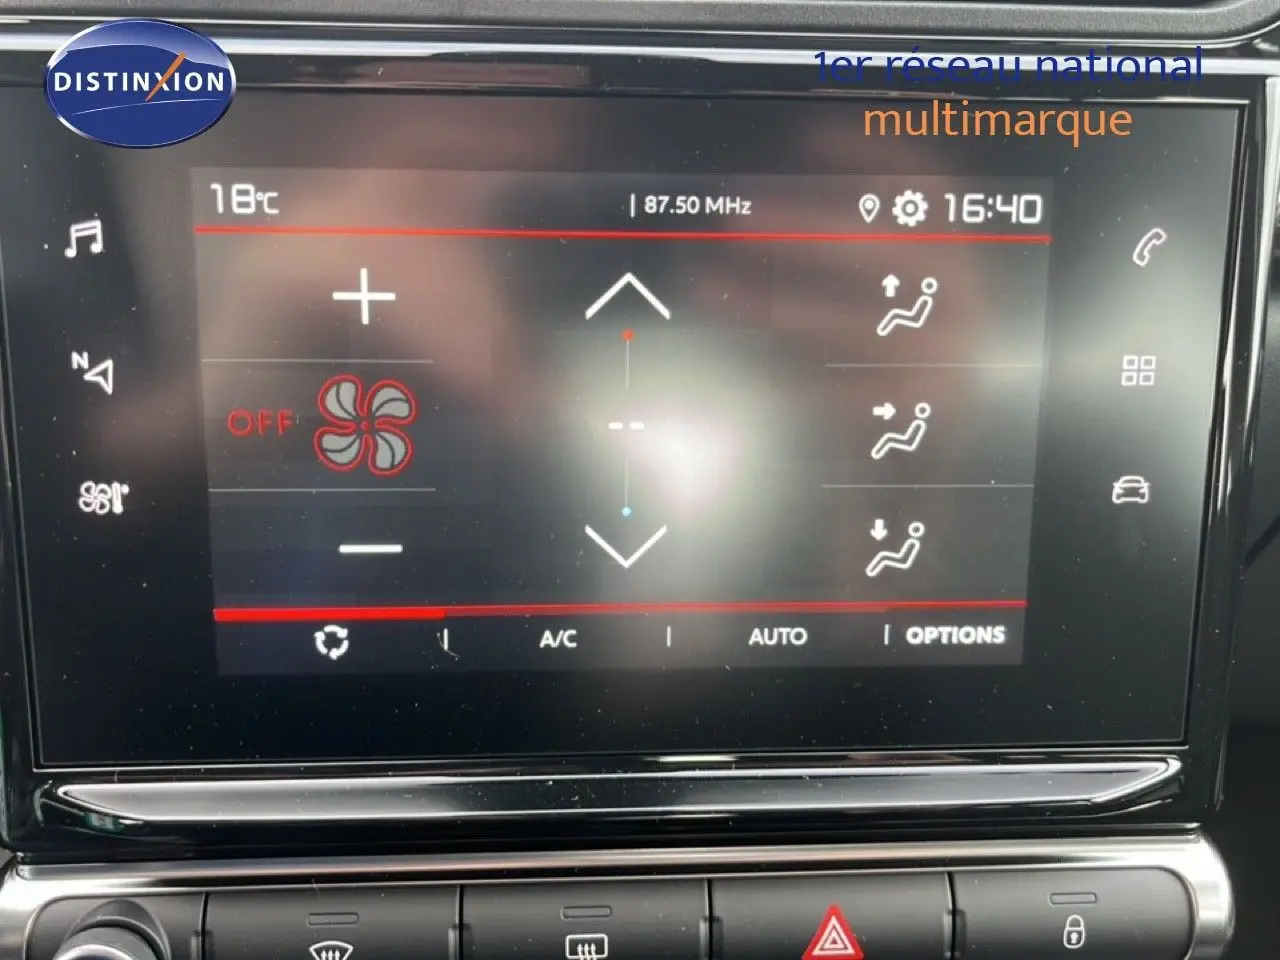 DISTINXION
1er réseau national
multimarque
18°C
| 87.50 MHz
16:40
N
OFF
--
A/C
AUTO
OPTIONS